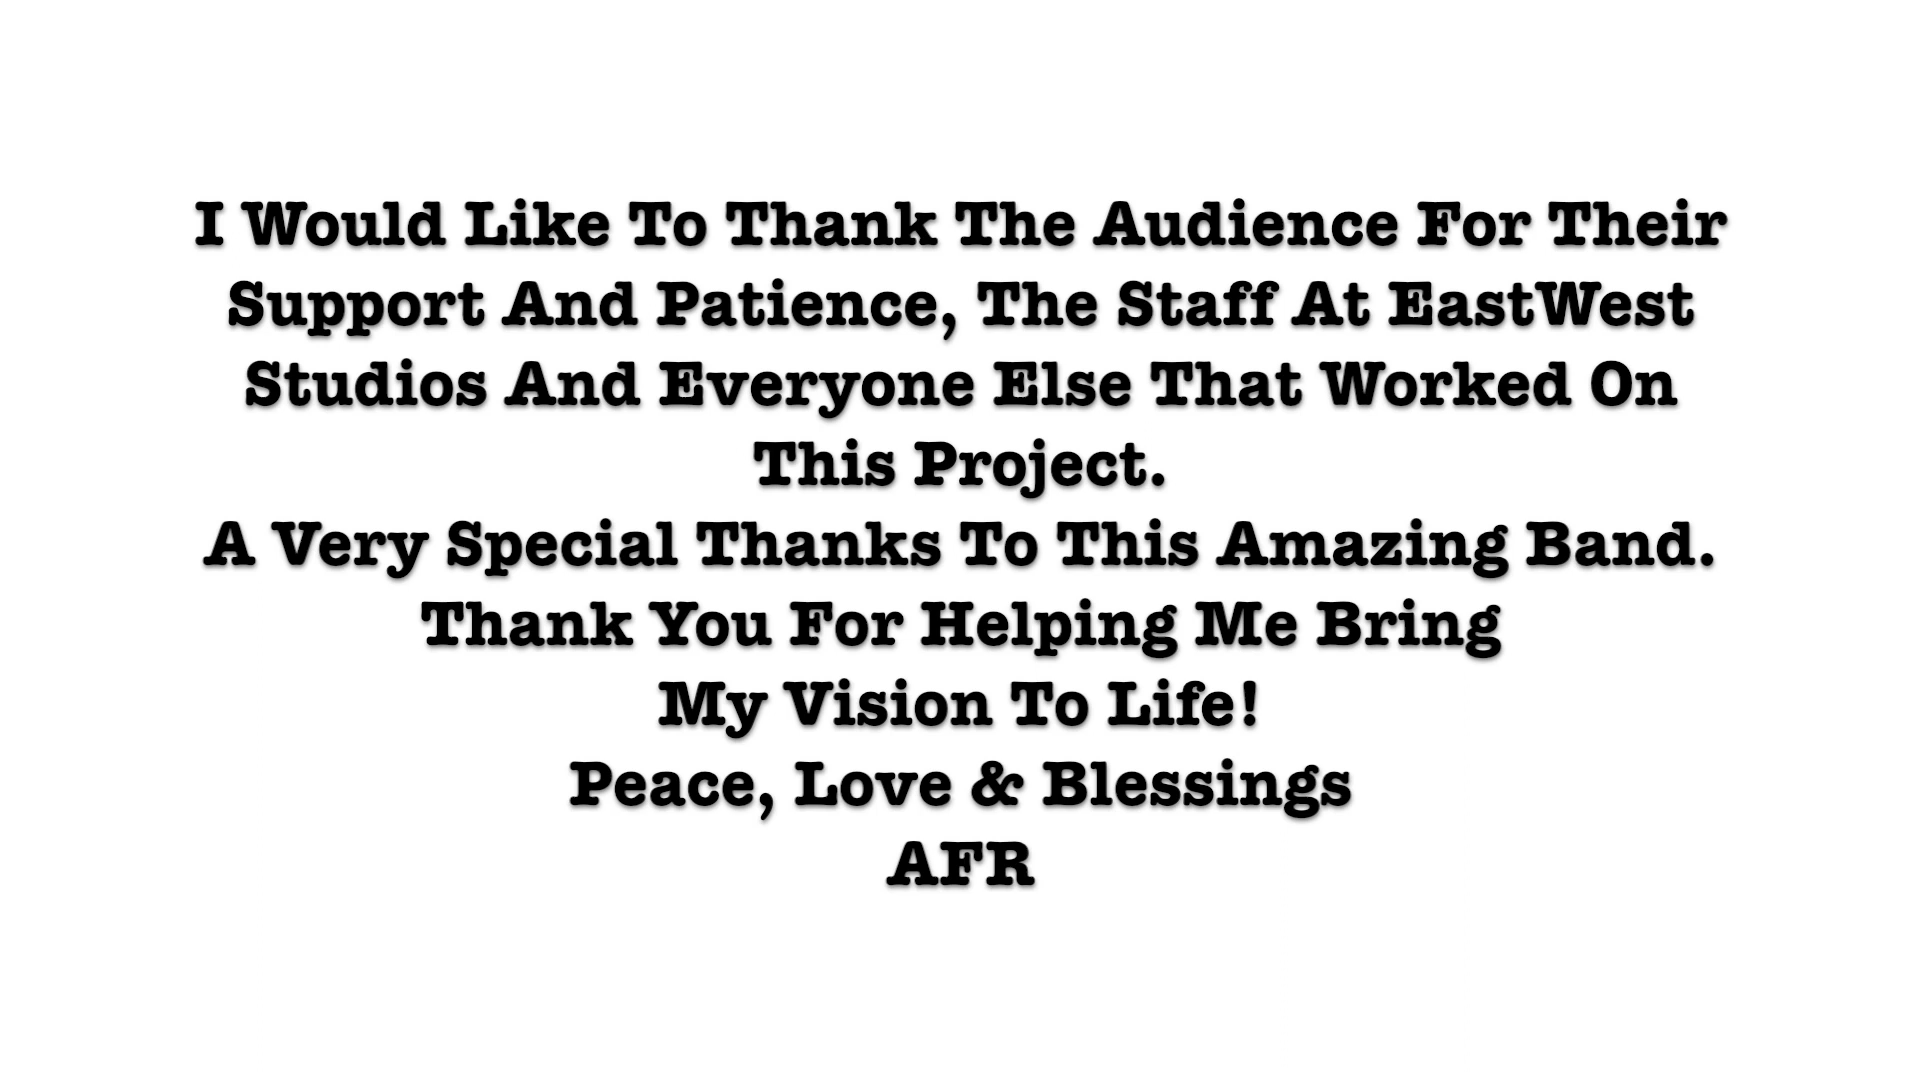 I Would Like To Thank The Audience For Their
Support And Patience, The Staff At EastWest
Studios And Everyone Else That Worked On
This Project.
A Very Special Thanks To This Amazing Band.
Thank You For Helping Me Bring
My Vision To Life!
Peace, Love & Blessings
AFR